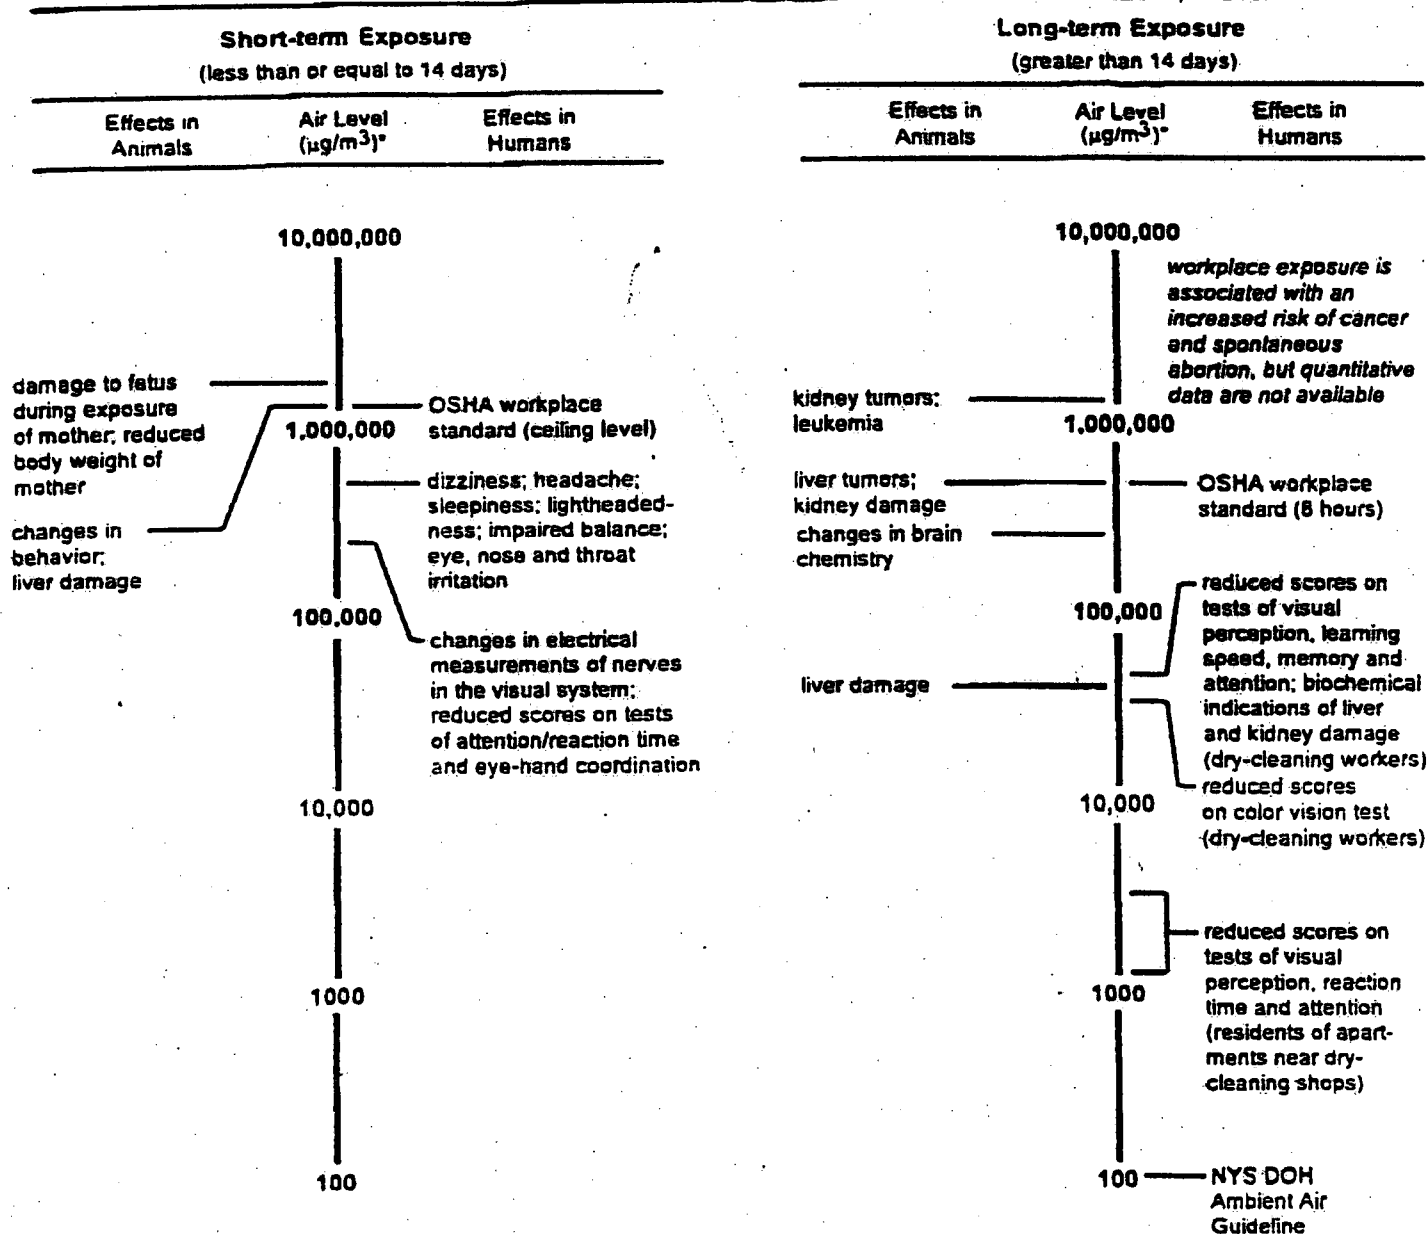 Short-term Exposure
(less than or equal to 14 days)
Effects in
Animals
Air Level
(µg/m³)*
Effects in
Humans
10,000,000
damage to fetus
during exposure
of mother; reduced
body weight of
mother
changes in
behavior;
liver damage
OSHA workplace
standard (ceiling level)
1,000,000
dizziness; headache;
sleepiness; lightheaded-
ness; impaired balance;
eye, nose and throat
irritation
100,000
changes in electrical
measurements of nerves
in the visual system;
reduced scores on tests
of attention/reaction time
and eye-hand coordination
10,000
1000
100
Long-term Exposure
(greater than 14 days)
Effects in
Animals
Air Level
(µg/m³)*
Effects in
Humans
10,000,000
workplace exposure is
associated with an
increased risk of cancer
and spontaneous
abortion, but quantitative
data are not available
kidney tumors;
leukemia
1,000,000
liver tumors;
kidney damage
OSHA workplace
standard (8 hours)
changes in brain
chemistry
100,000
reduced scores on
tests of visual
perception, learning
speed, memory and
attention; biochemical
indications of liver
and kidney damage
(dry-cleaning workers)
liver damage
reduced scores
on color vision test
(dry-cleaning workers)
10,000
reduced scores on
tests of visual
perception, reaction
time and attention
(residents of apart-
ments near dry-
cleaning shops)
1000
100
NYS DOH
Ambient Air
Guideline